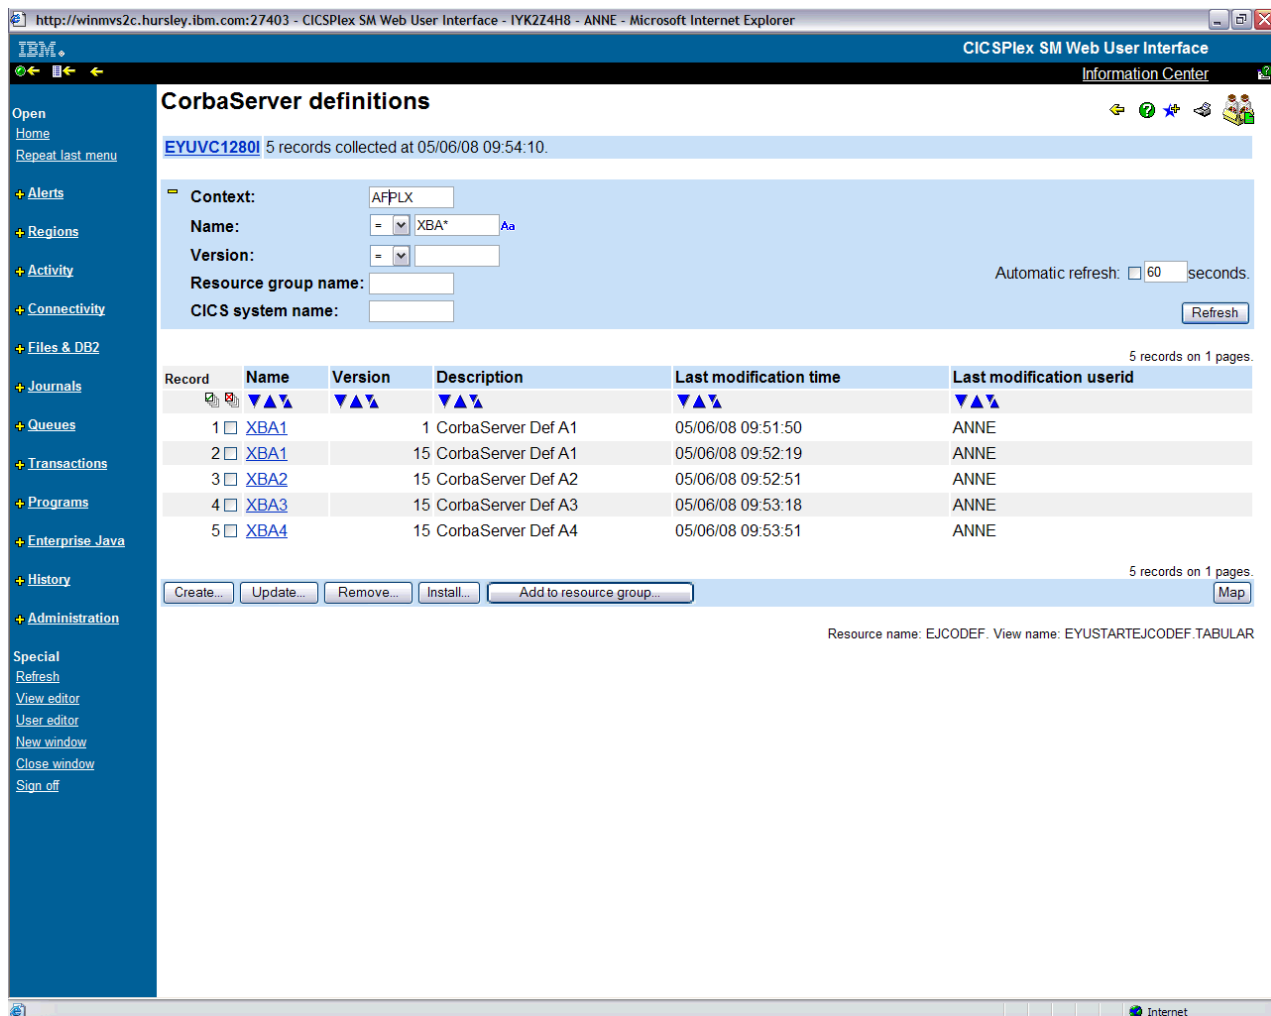 http://winmvs2c.hursley.ibm.com:27403 - CICSPlex SM Web User Interface - IYK2Z4H8 - ANNE - Microsoft Internet Explorer
IBM. CICSPlex SM Web User Interface
Information Center
CorbaServer definitions
EYUVC1280I 5 records collected at 05/06/08 09:54:10.
Open
Home
Repeat last menu
+ Alerts
+ Regions
+ Activity
+ Connectivity
+ Files & DB2
+ Journals
+ Queues
+ Transactions
+ Programs
+ Enterprise Java
+ History
+ Administration
Special
Refresh
View editor
User editor
New window
Close window
Sign off
Context: AFPLX
Name: = XBA* Aa
Version: =
Resource group name:
CICS system name:
Automatic refresh: 60 seconds.
Refresh
5 records on 1 pages.
Record Name Version Description Last modification time Last modification userid
1 XBA1 1 CorbaServer Def A1 05/06/08 09:51:50 ANNE
2 XBA1 15 CorbaServer Def A1 05/06/08 09:52:19 ANNE
3 XBA2 15 CorbaServer Def A2 05/06/08 09:52:51 ANNE
4 XBA3 15 CorbaServer Def A3 05/06/08 09:53:18 ANNE
5 XBA4 15 CorbaServer Def A4 05/06/08 09:53:51 ANNE
5 records on 1 pages.
Create... Update... Remove... Install... Add to resource group... Map
Resource name: EJCODEF. View name: EYUSTARTEJCODEF.TABULAR
Internet